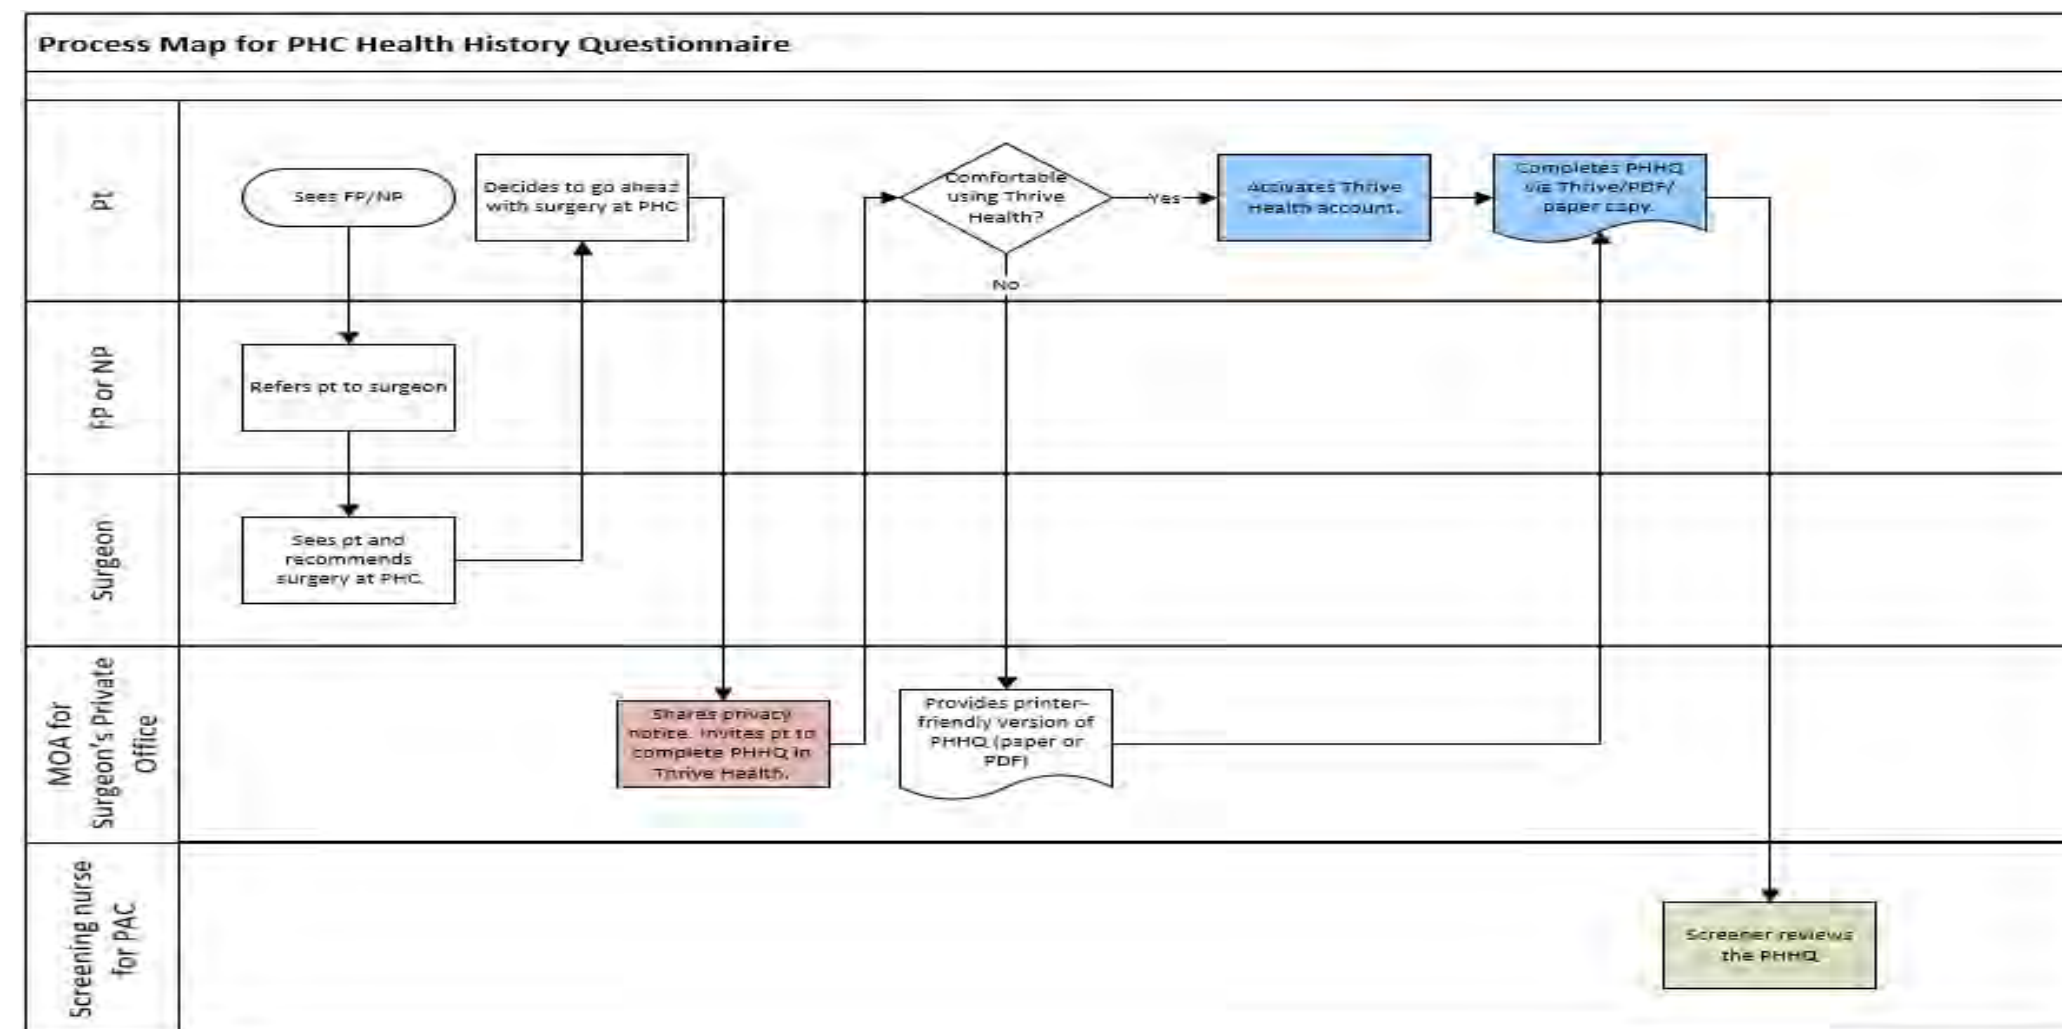 Process Map for PHC Health History Questionnaire
pt
Sees FP/NP
Decides to go ahead
with surgery at PHC
Comfortable
using Thrive
Health?
Yes
No
Activates Thrive
Health account.
Completes PHHQ
via Thrive/PDF/
paper copy.
FP or NP
Refers pt to surgeon
Surgeon
Sees pt and
recommends
surgery at PHC.
MOA for
Surgeon's Private
Office
Shares privacy
notice. Invites pt to
complete PHHQ in
Thrive Health.
Provides printer-
friendly version of
PHHQ (paper or
PDF)
Screening nurse
for PAC
Screener reviews
the PHHQ